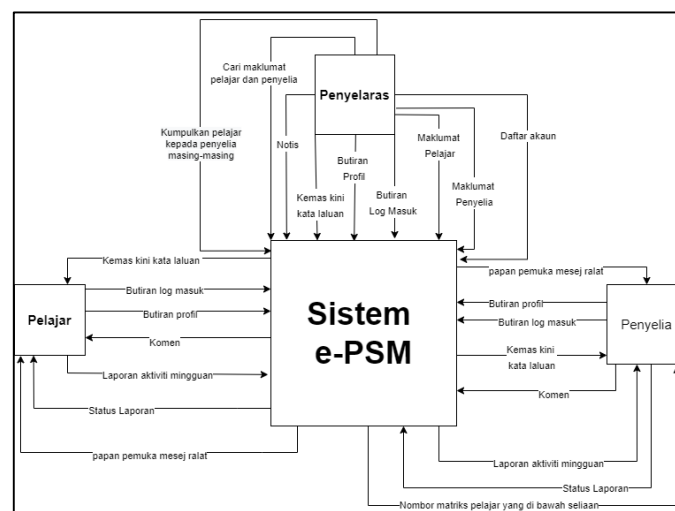 Cari maklumat
pelajar dan penyelia
Penyelaras
Kumpulkan pelajar
kepada penyelia
masing-masing
Notis
Butiran
Profil
Maklumat
Pelajar
Daftar akaun
Kemas kini
kata laluan
Butiran
Log Masuk
Maklumat
Penyelia
Kemas kini kata laluan
papan pemuka mesej ralat
Pelajar
Butiran log masuk
Butiran profil
Komen
Laporan aktiviti mingguan
Status Laporan
papan pemuka mesej ralat
Sistem
e-PSM
Butiran profil
Butiran log masuk
Penyelia
Kemas kini
kata laluan
Komen
Laporan aktiviti mingguan
Status Laporan
Nombor matriks pelajar yang di bawah seliaan